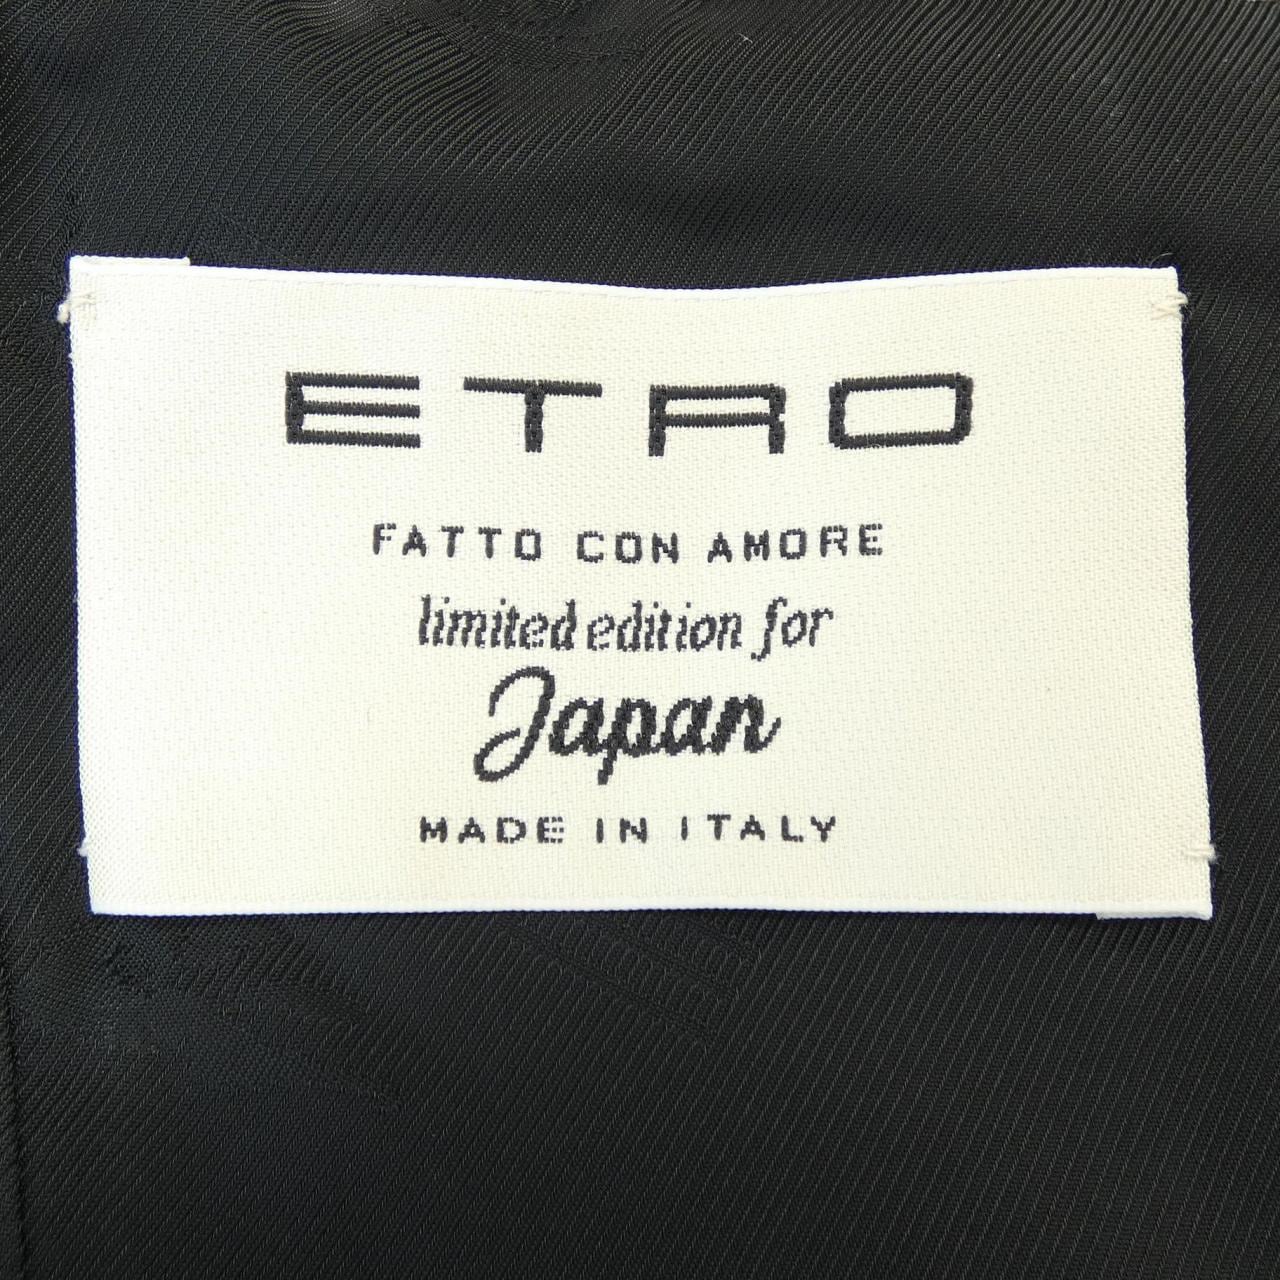 ETRO
FATTO CON AMORE
limited edition for
Japan
MADE IN ITALY